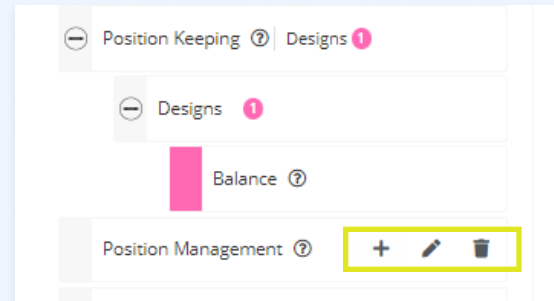 Position Keeping ? Designs 1
Designs 1
Balance ?
Position Management ?